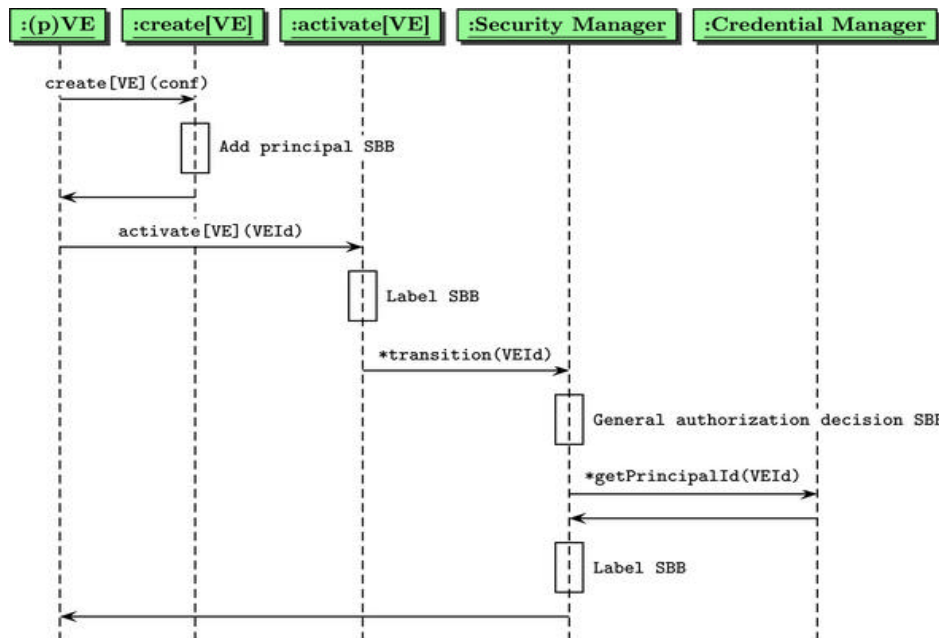 :(p)VE
:create[VE]
:activate[VE]
:Security Manager
:Credential Manager
create[VE](conf)
Add principal SBB
activate[VE](VEId)
Label SBB
*transition(VEId)
General authorization decision SBB
*getPrincipalId(VEId)
Label SBB